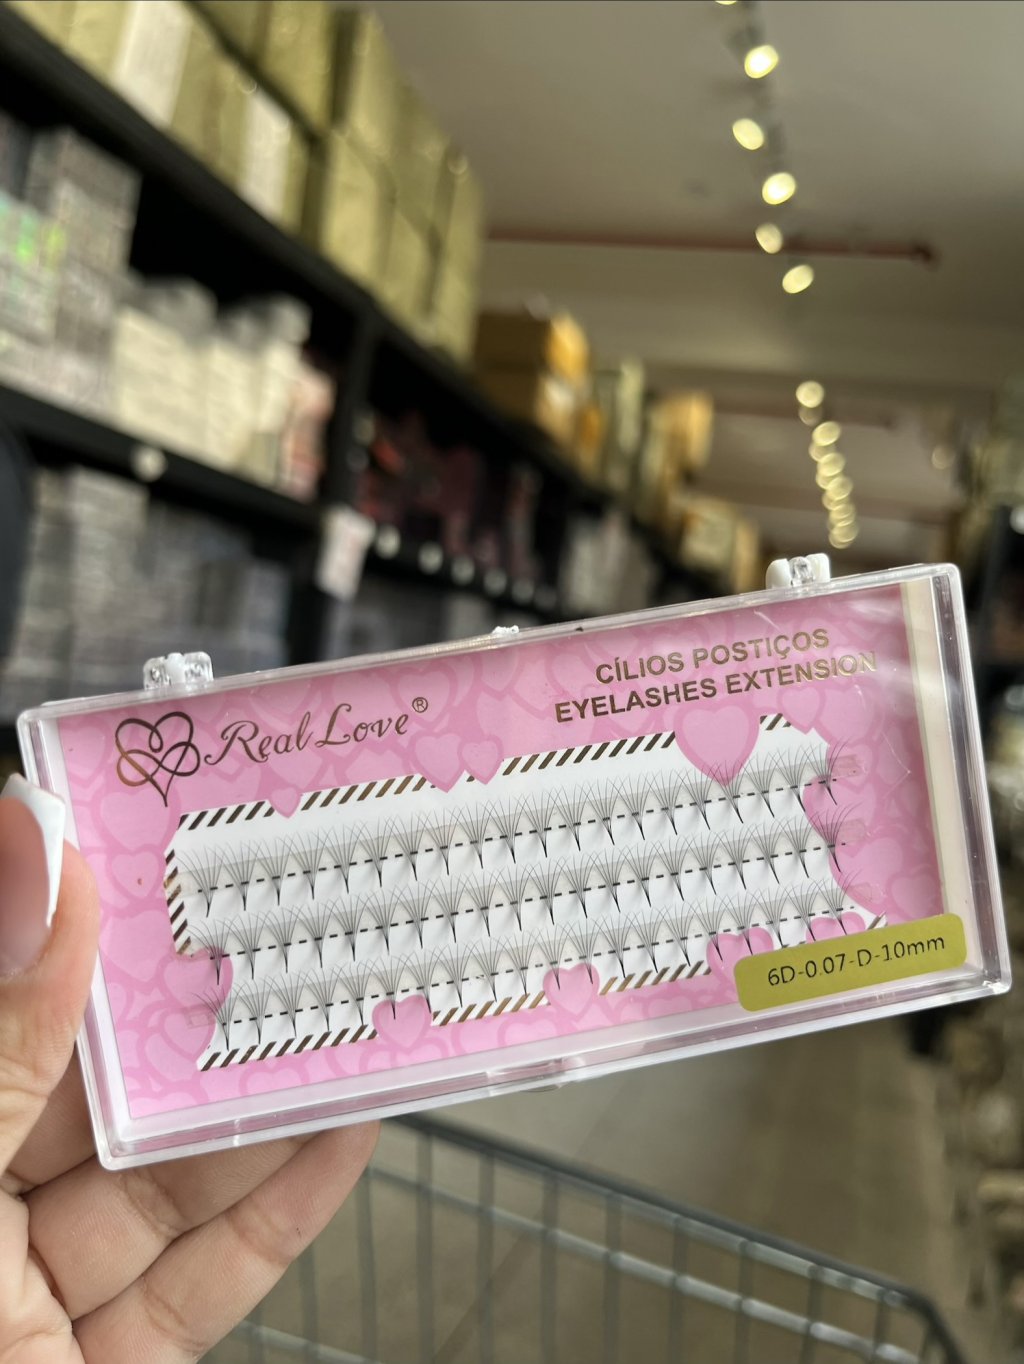 Real Love®
CÍLIOS POSTIÇOS
EYELASHES EXTENSION
6D-0.07-D-10mm